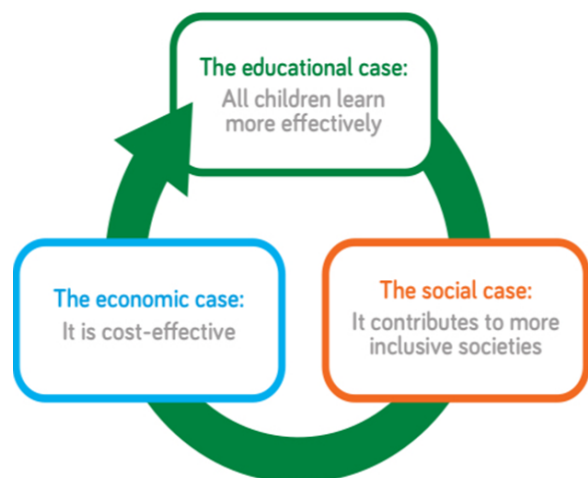 The educational case:
All children learn
more effectively
The economic case:
It is cost-effective
The social case:
It contributes to more
inclusive societies